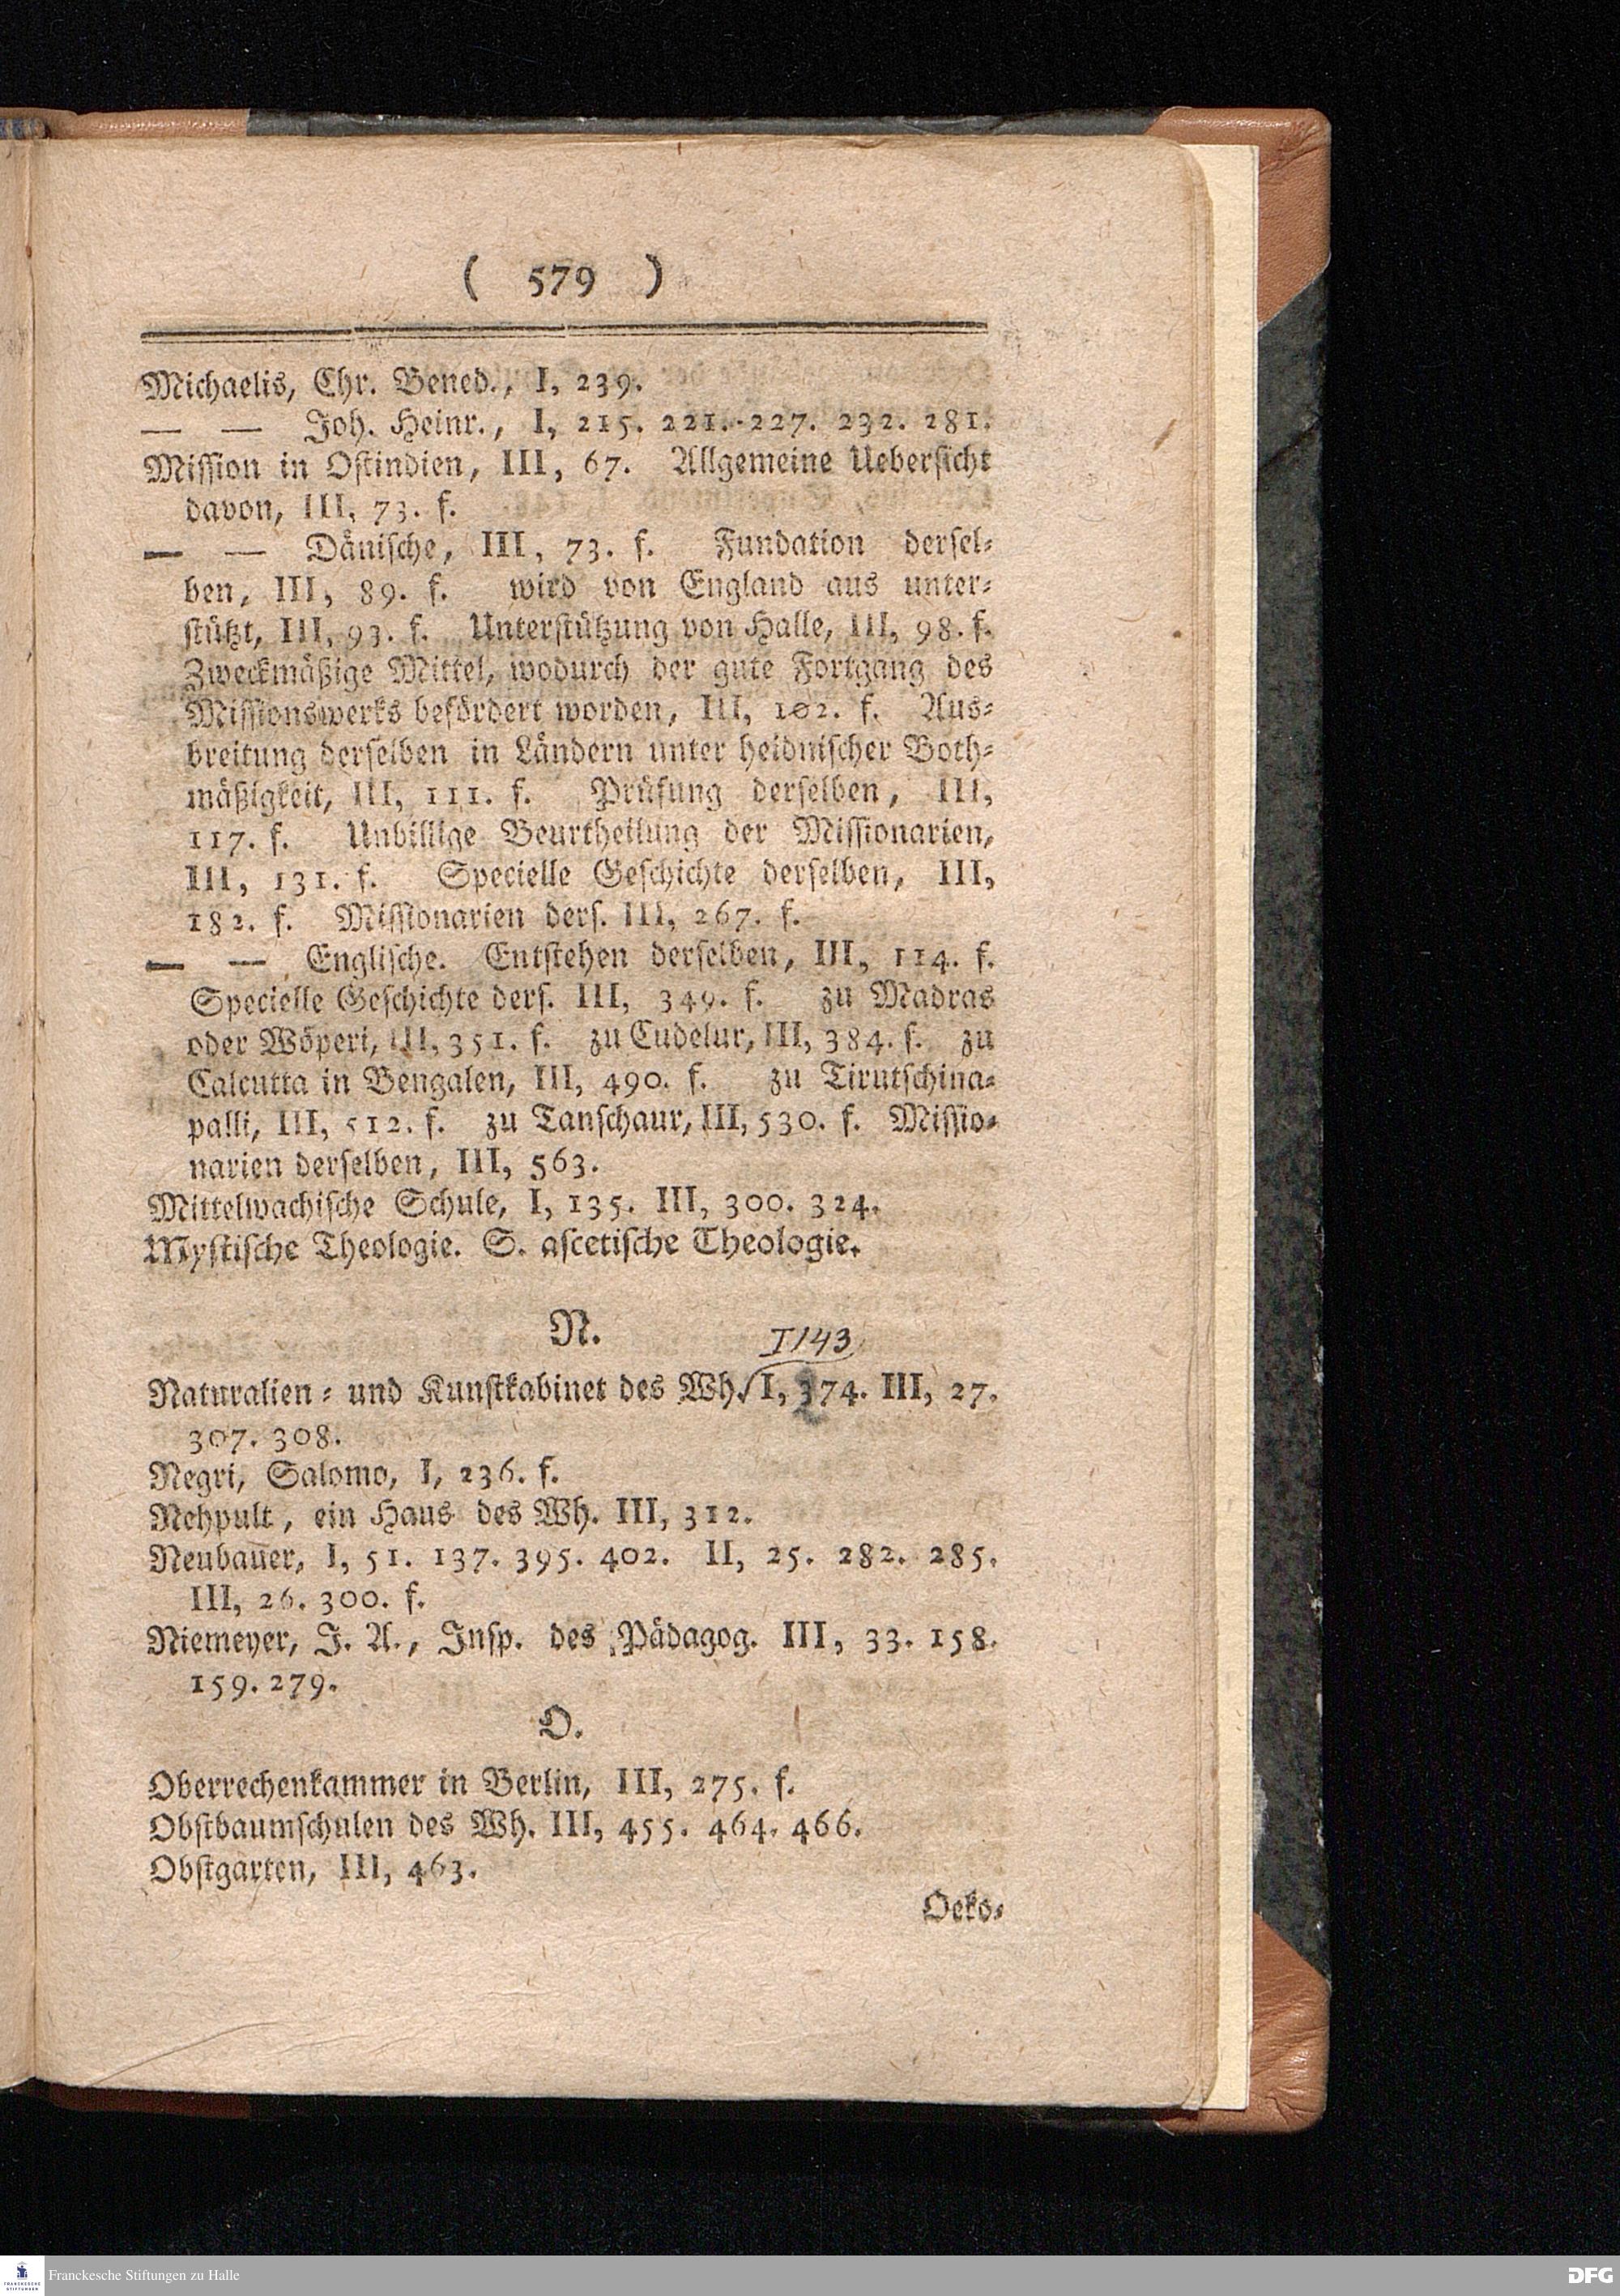 ( 579 )
Michaelis, Chr. Bened., I, 239.
— — Joh. Heinr., I, 215. 221.-227. 232. 281.
Mission in Ostindien, III, 67. Allgemeine Uebersicht
davon, III, 73. f.
— — Dänische, III, 73. f. Fundation dersel-
ben, III, 89. f. wird von England aus unter-
stützt, III, 93. f. Unterstützung von Halle, III, 98. f.
Zweckmäßige Mittel, wodurch der gute Fortgang des
Missionswerks befördert worden, III, 102. f. Aus-
breitung derselben in Ländern unter heidnischer Both-
mäßigkeit, III, 111. f. Prüfung derselben, III,
117. f. Unbillige Beurtheilung der Missionarien,
III, 131. f. Specielle Geschichte derselben, III,
182. f. Missionarien ders. III, 267. f.
— — Englische. Entstehen derselben, III, 114. f.
Specielle Geschichte ders. III, 349. f. zu Madras
oder Wöperi, III, 351. f. zu Cudelur, III, 384. f. zu
Calcutta in Bengalen, III, 490. f. zu Tirutschina-
palli, III, 512. f. zu Tanschaur, III, 530. f. Missio-
narien derselben, III, 563.
Mittelwachische Schule, I, 135. III, 300. 324.
Mystische Theologie. S. ascetische Theologie.
N.
I 143
Naturalien- und Kunstkabinet des Wh. I, 374. III, 27.
307. 308.
Negri, Salomo, I, 236. f.
Nehpult, ein Haus des Wh. III, 312.
Neubauer, I, 51. 137. 395. 402. II, 25. 282. 285.
III, 26. 300. f.
Niemeyer, J. A., Insp. des Pädagog. III, 33. 158.
159. 279.
O.
Oberrechenkammer in Berlin, III, 275. f.
Obstbaumschulen des Wh. III, 455. 464. 466.
Obstgarten, III, 463.
Oeko-
FRANCKESCHE STIFTUNGEN
Franckesche Stiftungen zu Halle
DFG